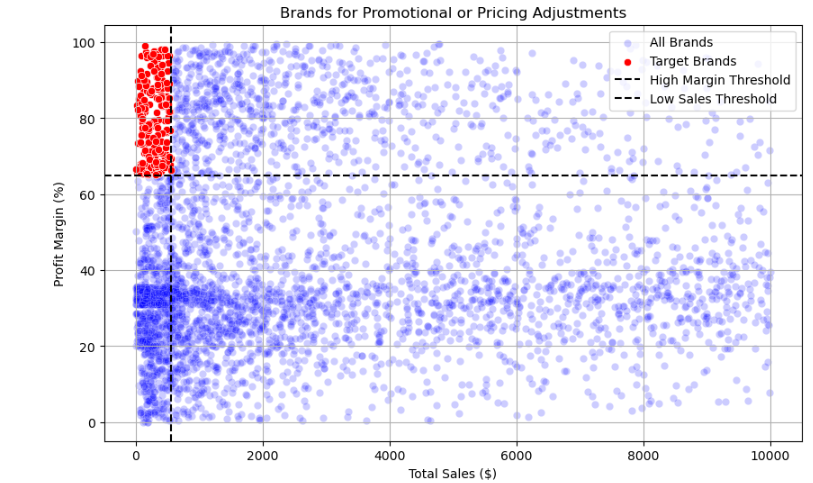 Brands for Promotional or Pricing Adjustments
All Brands
Target Brands
High Margin Threshold
Low Sales Threshold
Profit Margin (%)
100
80
60
40
20
0
0 2000 4000 6000 8000 10000
Total Sales ($)